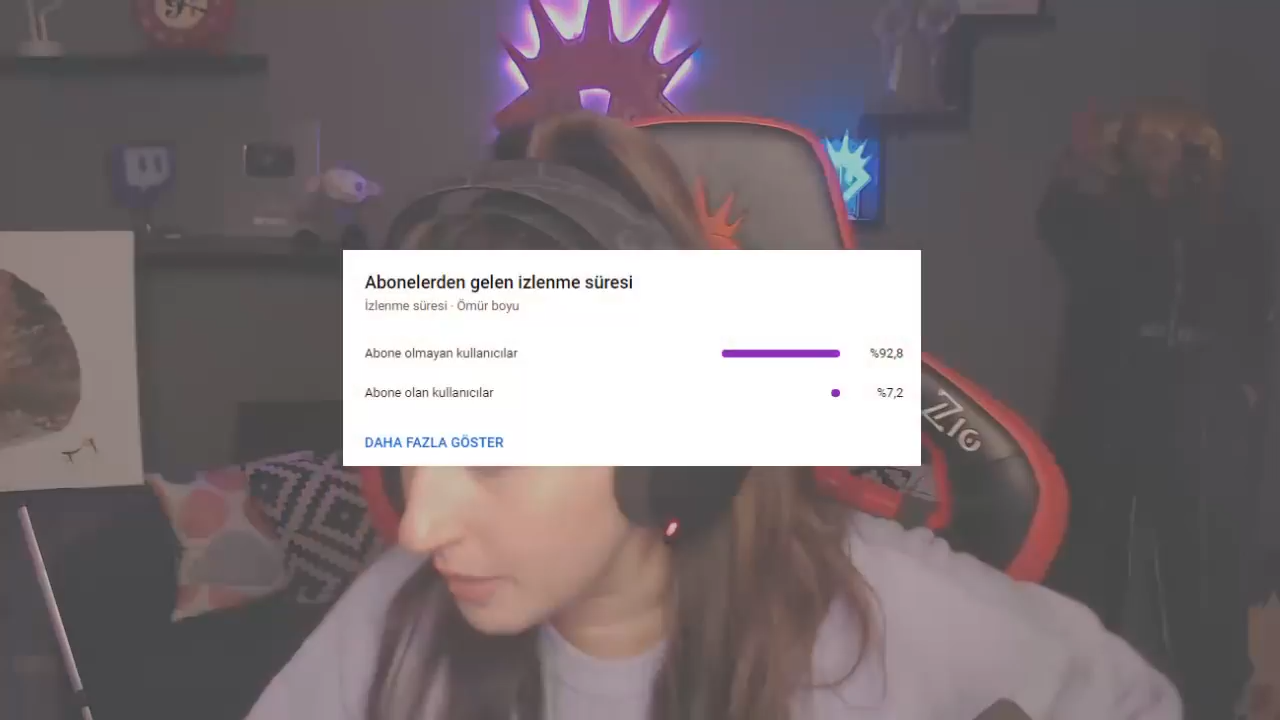 Abonelerden gelen izlenme süresi
İzlenme süresi · Ömür boyu
Abone olmayan kullanıcılar %92,8
Abone olan kullanıcılar %7,2
DAHA FAZLA GÖSTER